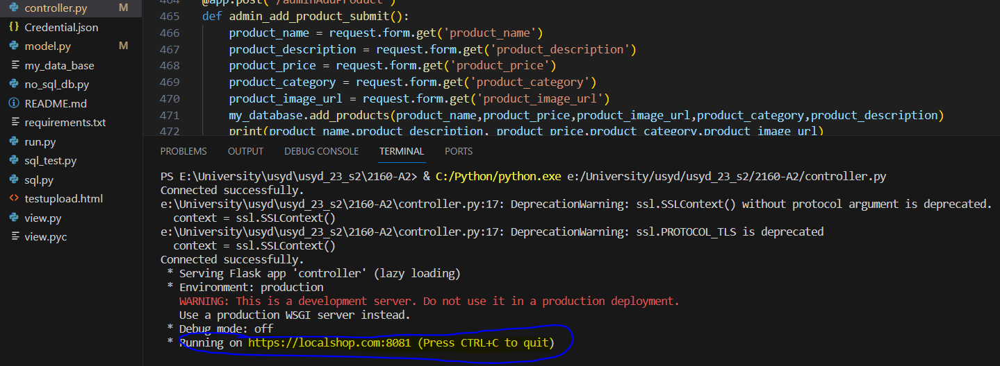 controller.py M
Credential.json
model.py M
my_data_base
no_sql_db.py
README.md
requirements.txt
run.py
sql_test.py
sql.py
testupload.html
view.py
view.pyc
464 @app.post('/adminAddProduct')
465 def admin_add_product_submit():
466 product_name = request.form.get('product_name')
467 product_description = request.form.get('product_description')
468 product_price = request.form.get('product_price')
469 product_category = request.form.get('product_category')
470 product_image_url = request.form.get('product_image_url')
471 my_database.add_products(product_name,product_price,product_image_url,product_category,product_description)
472 print(product_name,product_description, product_price,product_category,product_image_url)
PROBLEMS OUTPUT DEBUG CONSOLE TERMINAL PORTS
PS E:\University\usyd\usyd_23_s2\2160-A2> & C:/Python/python.exe e:/University/usyd/usyd_23_s2/2160-A2/controller.py
Connected successfully.
e:\University\usyd\usyd_23_s2\2160-A2\controller.py:17: DeprecationWarning: ssl.SSLContext() without protocol argument is deprecated.
context = ssl.SSLContext()
e:\University\usyd\usyd_23_s2\2160-A2\controller.py:17: DeprecationWarning: ssl.PROTOCOL_TLS is deprecated
context = ssl.SSLContext()
Connected successfully.
* Serving Flask app 'controller' (lazy loading)
* Environment: production
WARNING: This is a development server. Do not use it in a production deployment.
Use a production WSGI server instead.
* Debug mode: off
* Running on https://localshop.com:8081 (Press CTRL+C to quit)